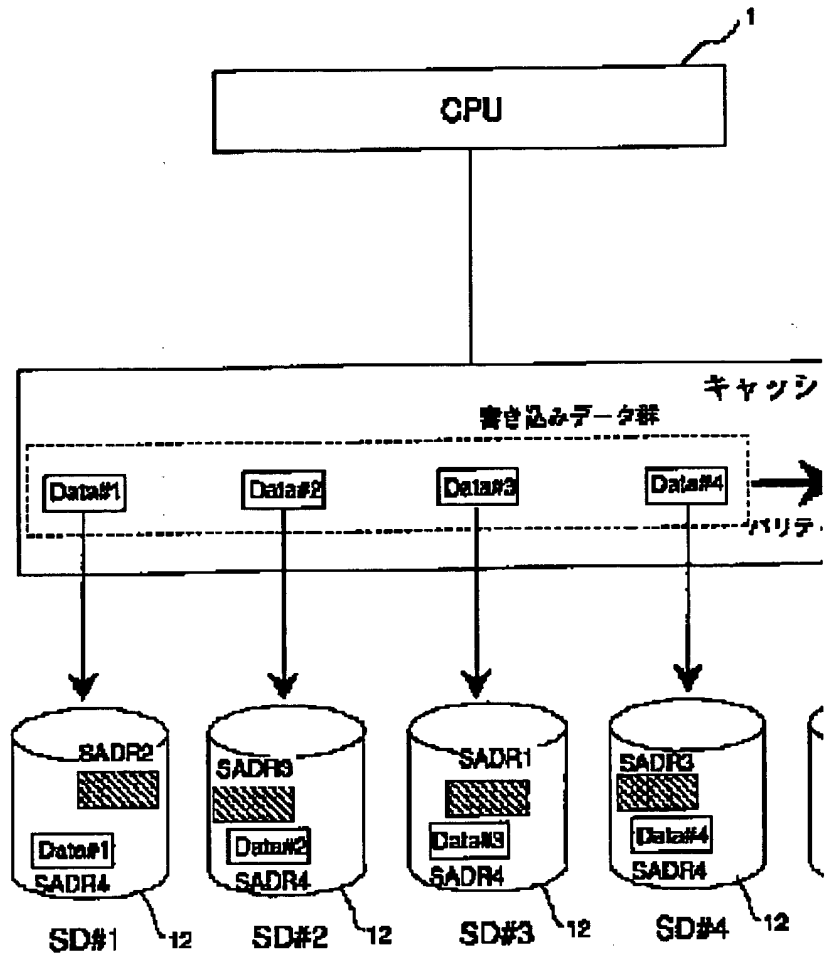 1
CPU
キャッシ
書き込みデータ群
Data#1 Data#2 Data#3 Data#4
パリテ
SADR2 SADR3 SADR1 SADR3
Data#1 Data#2 Data#3 Data#4
SADR4 SADR4 SADR4 SADR4
12 12 12 12
SD#1 SD#2 SD#3 SD#4